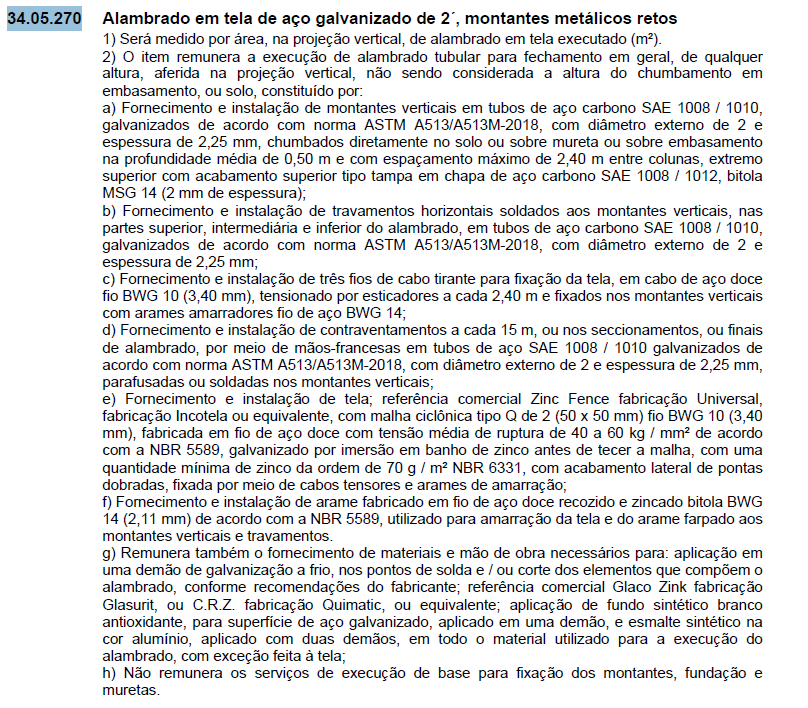 34.05.270 Alambrado em tela de aço galvanizado de 2´, montantes metálicos retos
1) Será medido por área, na projeção vertical, de alambrado em tela executado (m²).
2) O item remunera a execução de alambrado tubular para fechamento em geral, de qualquer
altura, aferida na projeção vertical, não sendo considerada a altura do chumbamento em
embasamento, ou solo, constituído por:
a) Fornecimento e instalação de montantes verticais em tubos de aço carbono SAE 1008 / 1010,
galvanizados de acordo com norma ASTM A513/A513M-2018, com diâmetro externo de 2 e
espessura de 2,25 mm, chumbados diretamente no solo ou sobre mureta ou sobre embasamento
na profundidade média de 0,50 m e com espaçamento máximo de 2,40 m entre colunas, extremo
superior com acabamento superior tipo tampa em chapa de aço carbono SAE 1008 / 1012, bitola
MSG 14 (2 mm de espessura);
b) Fornecimento e instalação de travamentos horizontais soldados aos montantes verticais, nas
partes superior, intermediária e inferior do alambrado, em tubos de aço carbono SAE 1008 / 1010,
galvanizados de acordo com norma ASTM A513/A513M-2018, com diâmetro externo de 2 e
espessura de 2,25 mm;
c) Fornecimento e instalação de três fios de cabo tirante para fixação da tela, em cabo de aço doce
fio BWG 10 (3,40 mm), tensionado por esticadores a cada 2,40 m e fixados nos montantes verticais
com arames amarradores fio de aço BWG 14;
d) Fornecimento e instalação de contraventamentos a cada 15 m, ou nos seccionamentos, ou finais
de alambrado, por meio de mãos-francesas em tubos de aço SAE 1008 / 1010 galvanizados de
acordo com norma ASTM A513/A513M-2018, com diâmetro externo de 2 e espessura de 2,25 mm,
parafusadas ou soldadas nos montantes verticais;
e) Fornecimento e instalação de tela; referência comercial Zinc Fence fabricação Universal,
fabricação Incotela ou equivalente, com malha ciclônica tipo Q de 2 (50 x 50 mm) fio BWG 10 (3,40
mm), fabricada em fio de aço doce com tensão média de ruptura de 40 a 60 kg / mm² de acordo
com a NBR 5589, galvanizado por imersão em banho de zinco antes de tecer a malha, com uma
quantidade mínima de zinco da ordem de 70 g / m² NBR 6331, com acabamento lateral de pontas
dobradas, fixada por meio de cabos tensores e arames de amarração;
f) Fornecimento e instalação de arame fabricado em fio de aço doce recozido e zincado bitola BWG
14 (2,11 mm) de acordo com a NBR 5589, utilizado para amarração da tela e do arame farpado aos
montantes verticais e travamentos.
g) Remunera também o fornecimento de materiais e mão de obra necessários para: aplicação em
uma demão de galvanização a frio, nos pontos de solda e / ou corte dos elementos que compõem o
alambrado, conforme recomendações do fabricante; referência comercial Glaco Zink fabricação
Glasurit, ou C.R.Z. fabricação Quimatic, ou equivalente; aplicação de fundo sintético branco
antioxidante, para superfície de aço galvanizado, aplicado em uma demão, e esmalte sintético na
cor alumínio, aplicado com duas demãos, em todo o material utilizado para a execução do
alambrado, com exceção feita à tela;
h) Não remunera os serviços de execução de base para fixação dos montantes, fundação e
muretas.